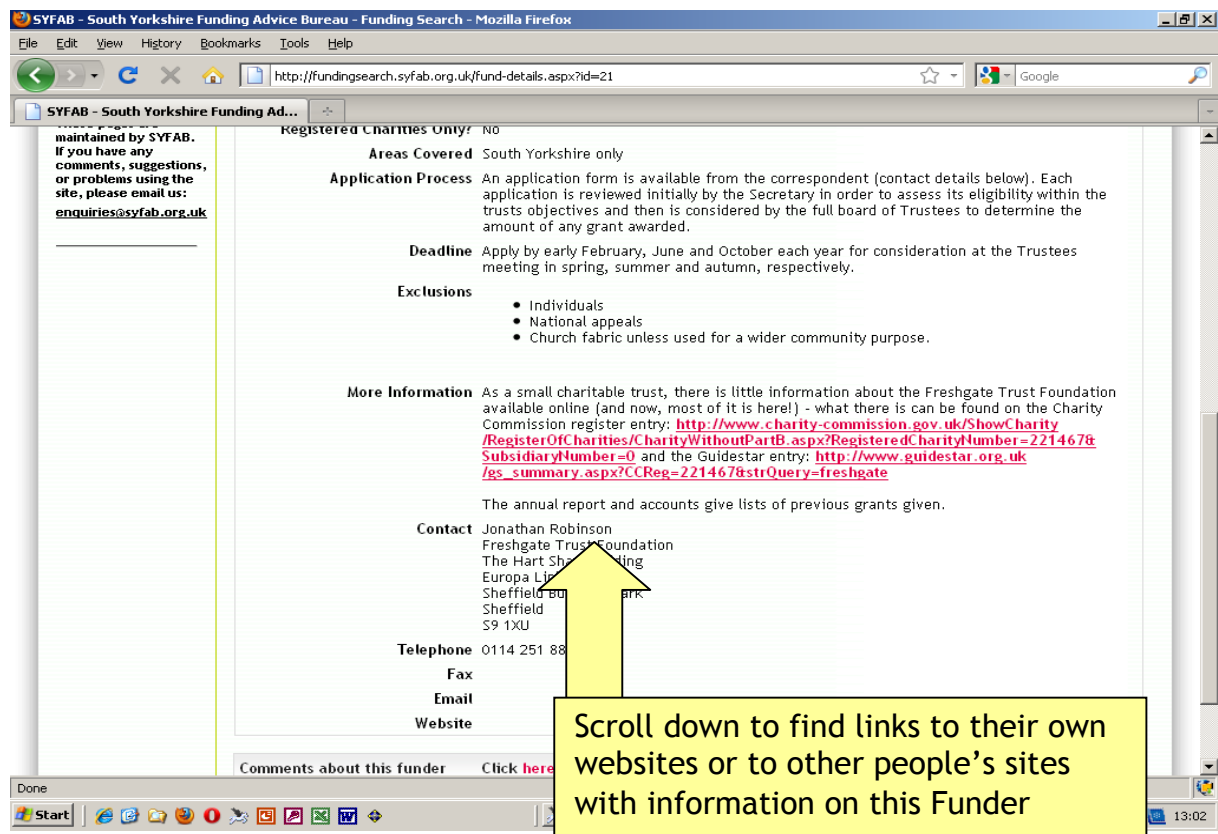 SYFAB - South Yorkshire Funding Advice Bureau - Funding Search - Mozilla Firefox
File Edit View History Bookmarks Tools Help
http://fundingsearch.syfab.org.uk/fund-details.aspx?id=21
Google
SYFAB - South Yorkshire Funding Ad...
maintained by SYFAB.
If you have any
comments, suggestions,
or problems using the
site, please email us:
enquiries@syfab.org.uk
Registered Charities Only? No
Areas Covered South Yorkshire only
Application Process An application form is available from the correspondent (contact details below). Each
application is reviewed initially by the Secretary in order to assess its eligibility within the
trusts objectives and then is considered by the full board of Trustees to determine the
amount of any grant awarded.
Deadline Apply by early February, June and October each year for consideration at the Trustees
meeting in spring, summer and autumn, respectively.
Exclusions
• Individuals
• National appeals
• Church fabric unless used for a wider community purpose.
More Information As a small charitable trust, there is little information about the Freshgate Trust Foundation
available online (and now, most of it is here!) - what there is can be found on the Charity
Commission register entry: http://www.charity-commission.gov.uk/ShowCharity
/RegisterOfCharities/CharityWithoutPartB.aspx?RegisteredCharityNumber=221467&
SubsidiaryNumber=0 and the Guidestar entry: http://www.guidestar.org.uk
/gs_summary.aspx?CCReg=221467&strQuery=freshgate
The annual report and accounts give lists of previous grants given.
Contact Jonathan Robinson
Freshgate Trust Foundation
The Hart
Europa
Sheffield
Sheffield
S9 1XU
Telephone 0114 251 88
Fax
Email
Website
Comments about this funder Click here
Scroll down to find links to their own
websites or to other people's sites
with information on this Funder
Done
Start
13:02